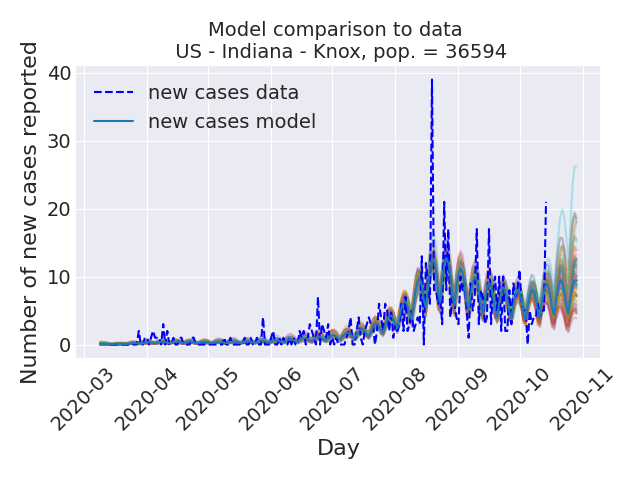 Model comparison to data
US - Indiana - Knox, pop. = 36594
Number of new cases reported
40
30
20
10
0
new cases data
new cases model
2020-03
2020-04
2020-05
2020-06
2020-07
2020-08
2020-09
2020-10
2020-11
Day